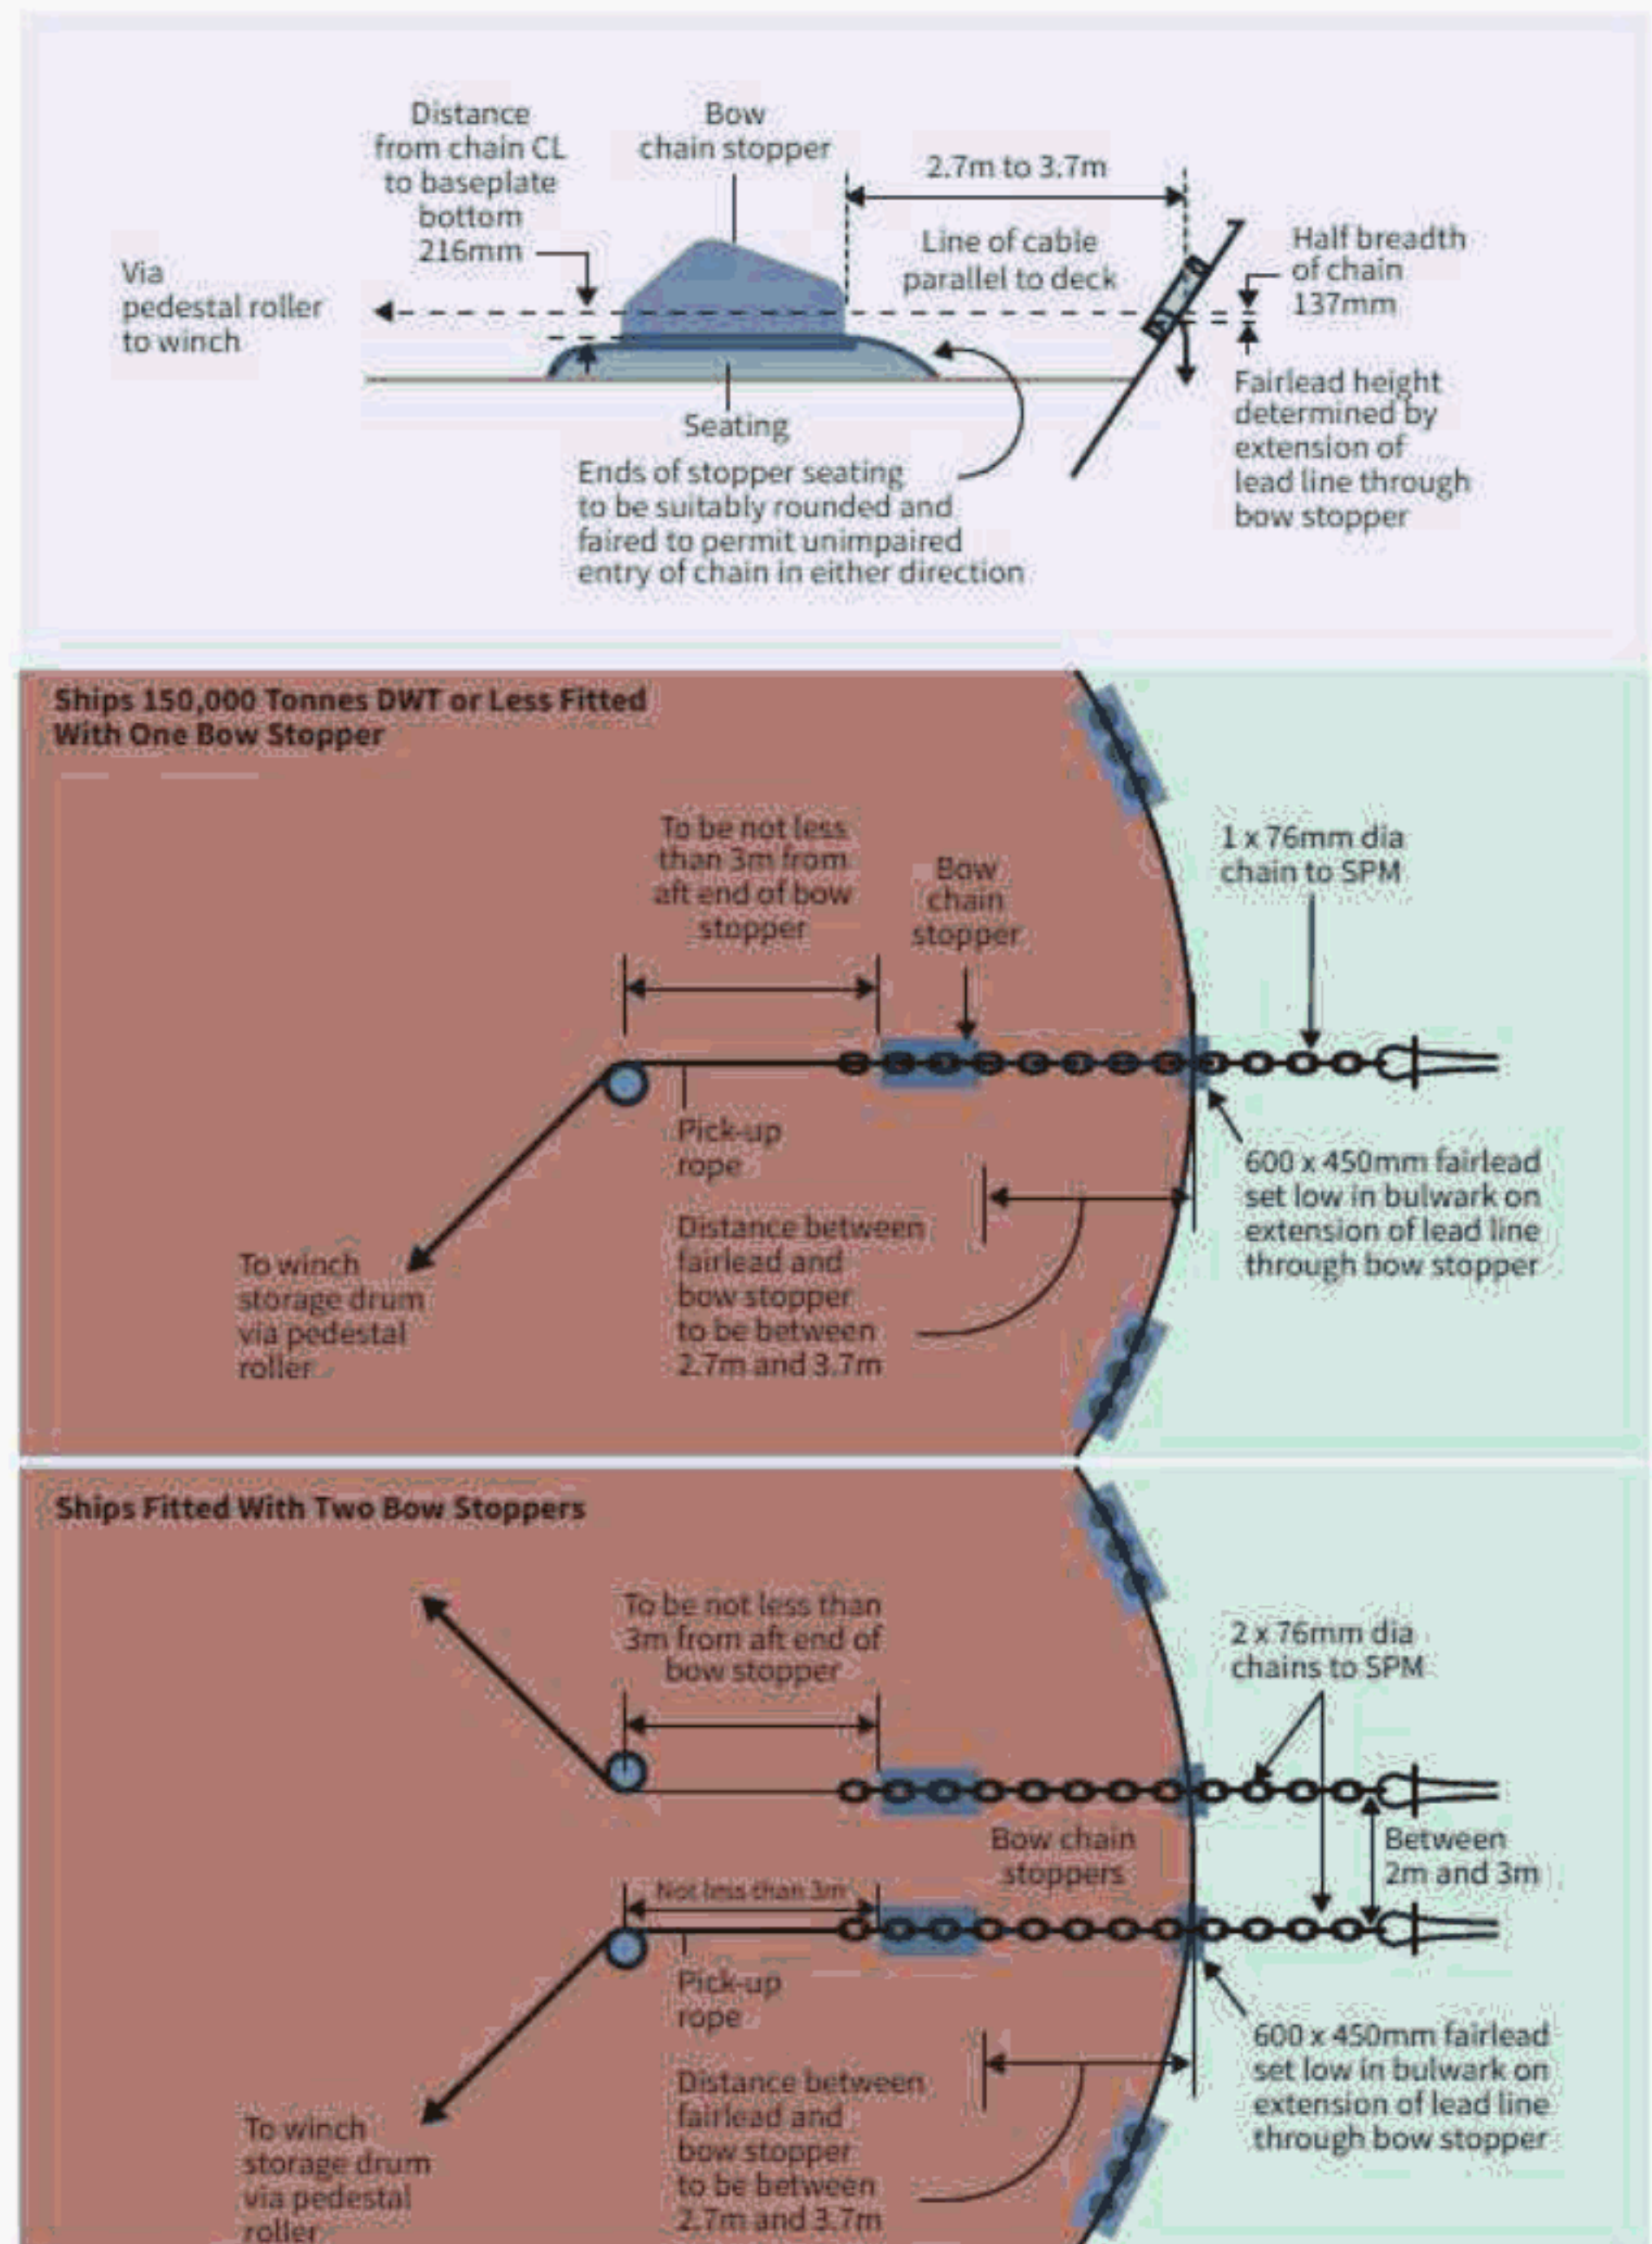 Distance
from chain CL
to baseplate
bottom
216mm
Bow
chain stopper
2.7m to 3.7m
Line of cable
parallel to deck
Half breadth
of chain
137mm
Via
pedestal roller
to winch
Fairlead height
determined by
extension of
lead line through
bow stopper
Seating
Ends of stopper seating
to be suitably rounded and
faired to permit unimpaired
entry of chain in either direction
Ships 150,000 Tonnes DWT or Less Fitted
With One Bow Stopper
To be not less
than 3m from
aft end of bow
stopper
Bow
chain
stopper
1 x 76mm dia
chain to SPM
Pick-up
rope
600 x 450mm fairlead
set low in bulwark on
extension of lead line
through bow stopper
Distance between
fairlead and
bow stopper
to be between
2.7m and 3.7m
To winch
storage drum
via pedestal
roller
Ships Fitted With Two Bow Stoppers
To be not less than
3m from aft end of
bow stopper
2 x 76mm dia
chains to SPM
Bow chain
stoppers
Between
2m and 3m
Not less than 3m
Pick-up
rope
600 x 450mm fairlead
set low in bulwark on
extension of lead line
through bow stopper
Distance between
fairlead and
bow stopper
to be between
2.7m and 3.7m
To winch
storage drum
via pedestal
roller